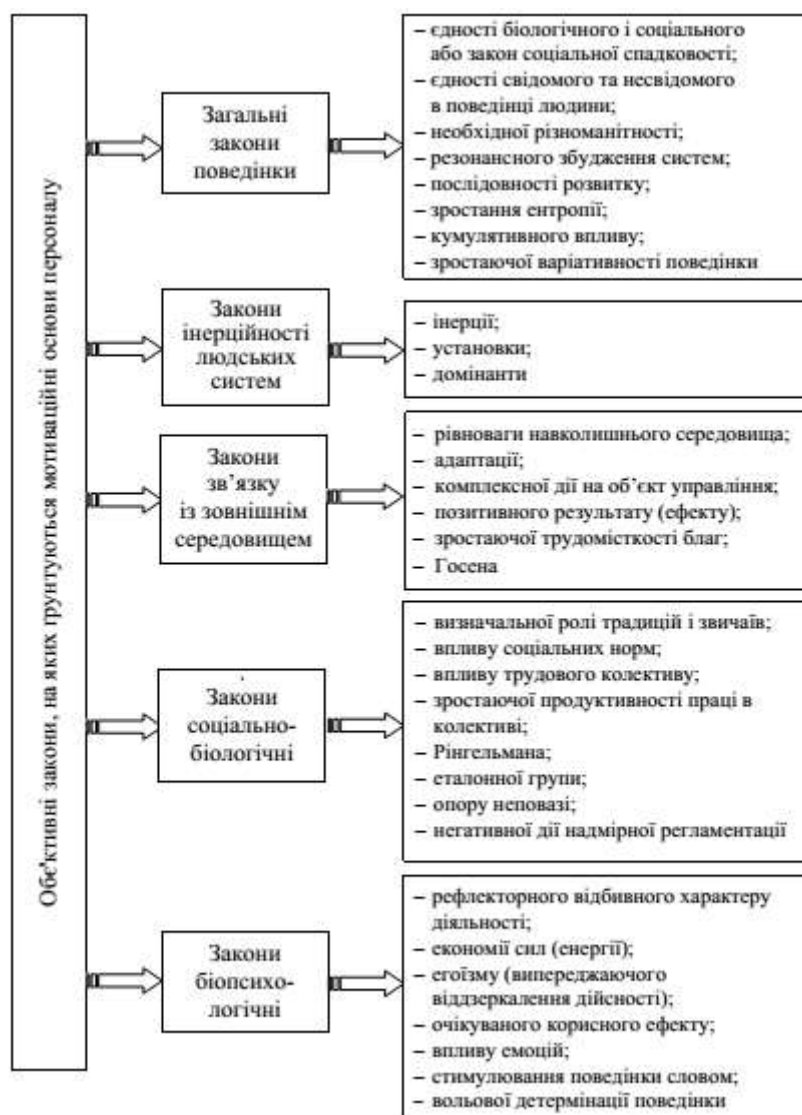 Обє'ктивні закони, на яких ґрунтуються мотиваційні основи персоналу
Загальні
закони
поведінки
– єдності біологічного і соціального
або закон соціальної спадковості;
– єдності свідомого та несвідомого
в поведінці людини;
– необхідної різноманітності;
– резонансного збудження систем;
– послідовності розвитку;
– зростання ентропії;
– кумулятивного впливу;
– зростаючої варіативності поведінки
Закони
інерційності
людських
систем
– інерції;
– установки;
– домінанти
Закони
зв’язку
із зовнішнім
середовищем
– рівноваги навколишнього середовища;
– адаптації;
– комплексної дії на об’єкт управління;
– позитивного результату (ефекту);
– зростаючої трудомісткості благ;
– Госена
Закони
соціально-
біологічні
– визначальної ролі традицій і звичаїв;
– впливу соціальних норм;
– впливу трудового колективу;
– зростаючої продуктивності праці в
колективі;
– Рінгельмана;
– еталонної групи;
– опору неповазі;
– негативної дії надмірної регламентації
Закони
біопсихо-
логічні
– рефлекторного відбивного характеру
діяльності;
– економії сил (енергії);
– егоїзму (випереджаючого
віддзеркалення дійсності);
– очікуваного корисного ефекту;
– впливу емоцій;
– стимулювання поведінки словом;
– вольової детермінації поведінки